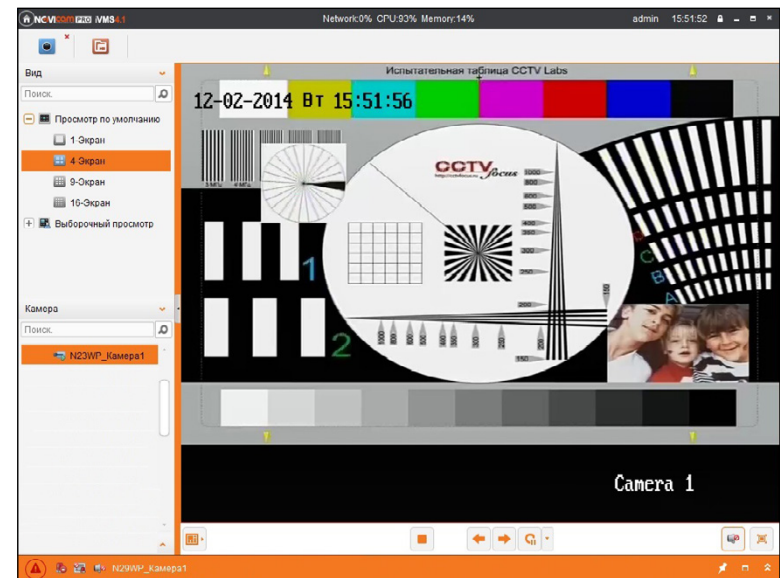 NOVICOM PRO iVMS4.1
Network:0% CPU:93% Memory:14%
admin 15:51:52
Вид
Поиск.
Просмотр по умолчанию
1-Экран
4-Экран
9-Экран
16-Экран
Выборочный просмотр
Камера
Поиск.
N23WP_Камера1
Испытательная таблица CCTV Labs
12-02-2014 Вт 15:51:56
CCTV focus
1
2
C
B
A
1000
800
600
500
400
350
300
250
200
150
Camera 1
N29WP_Камера1